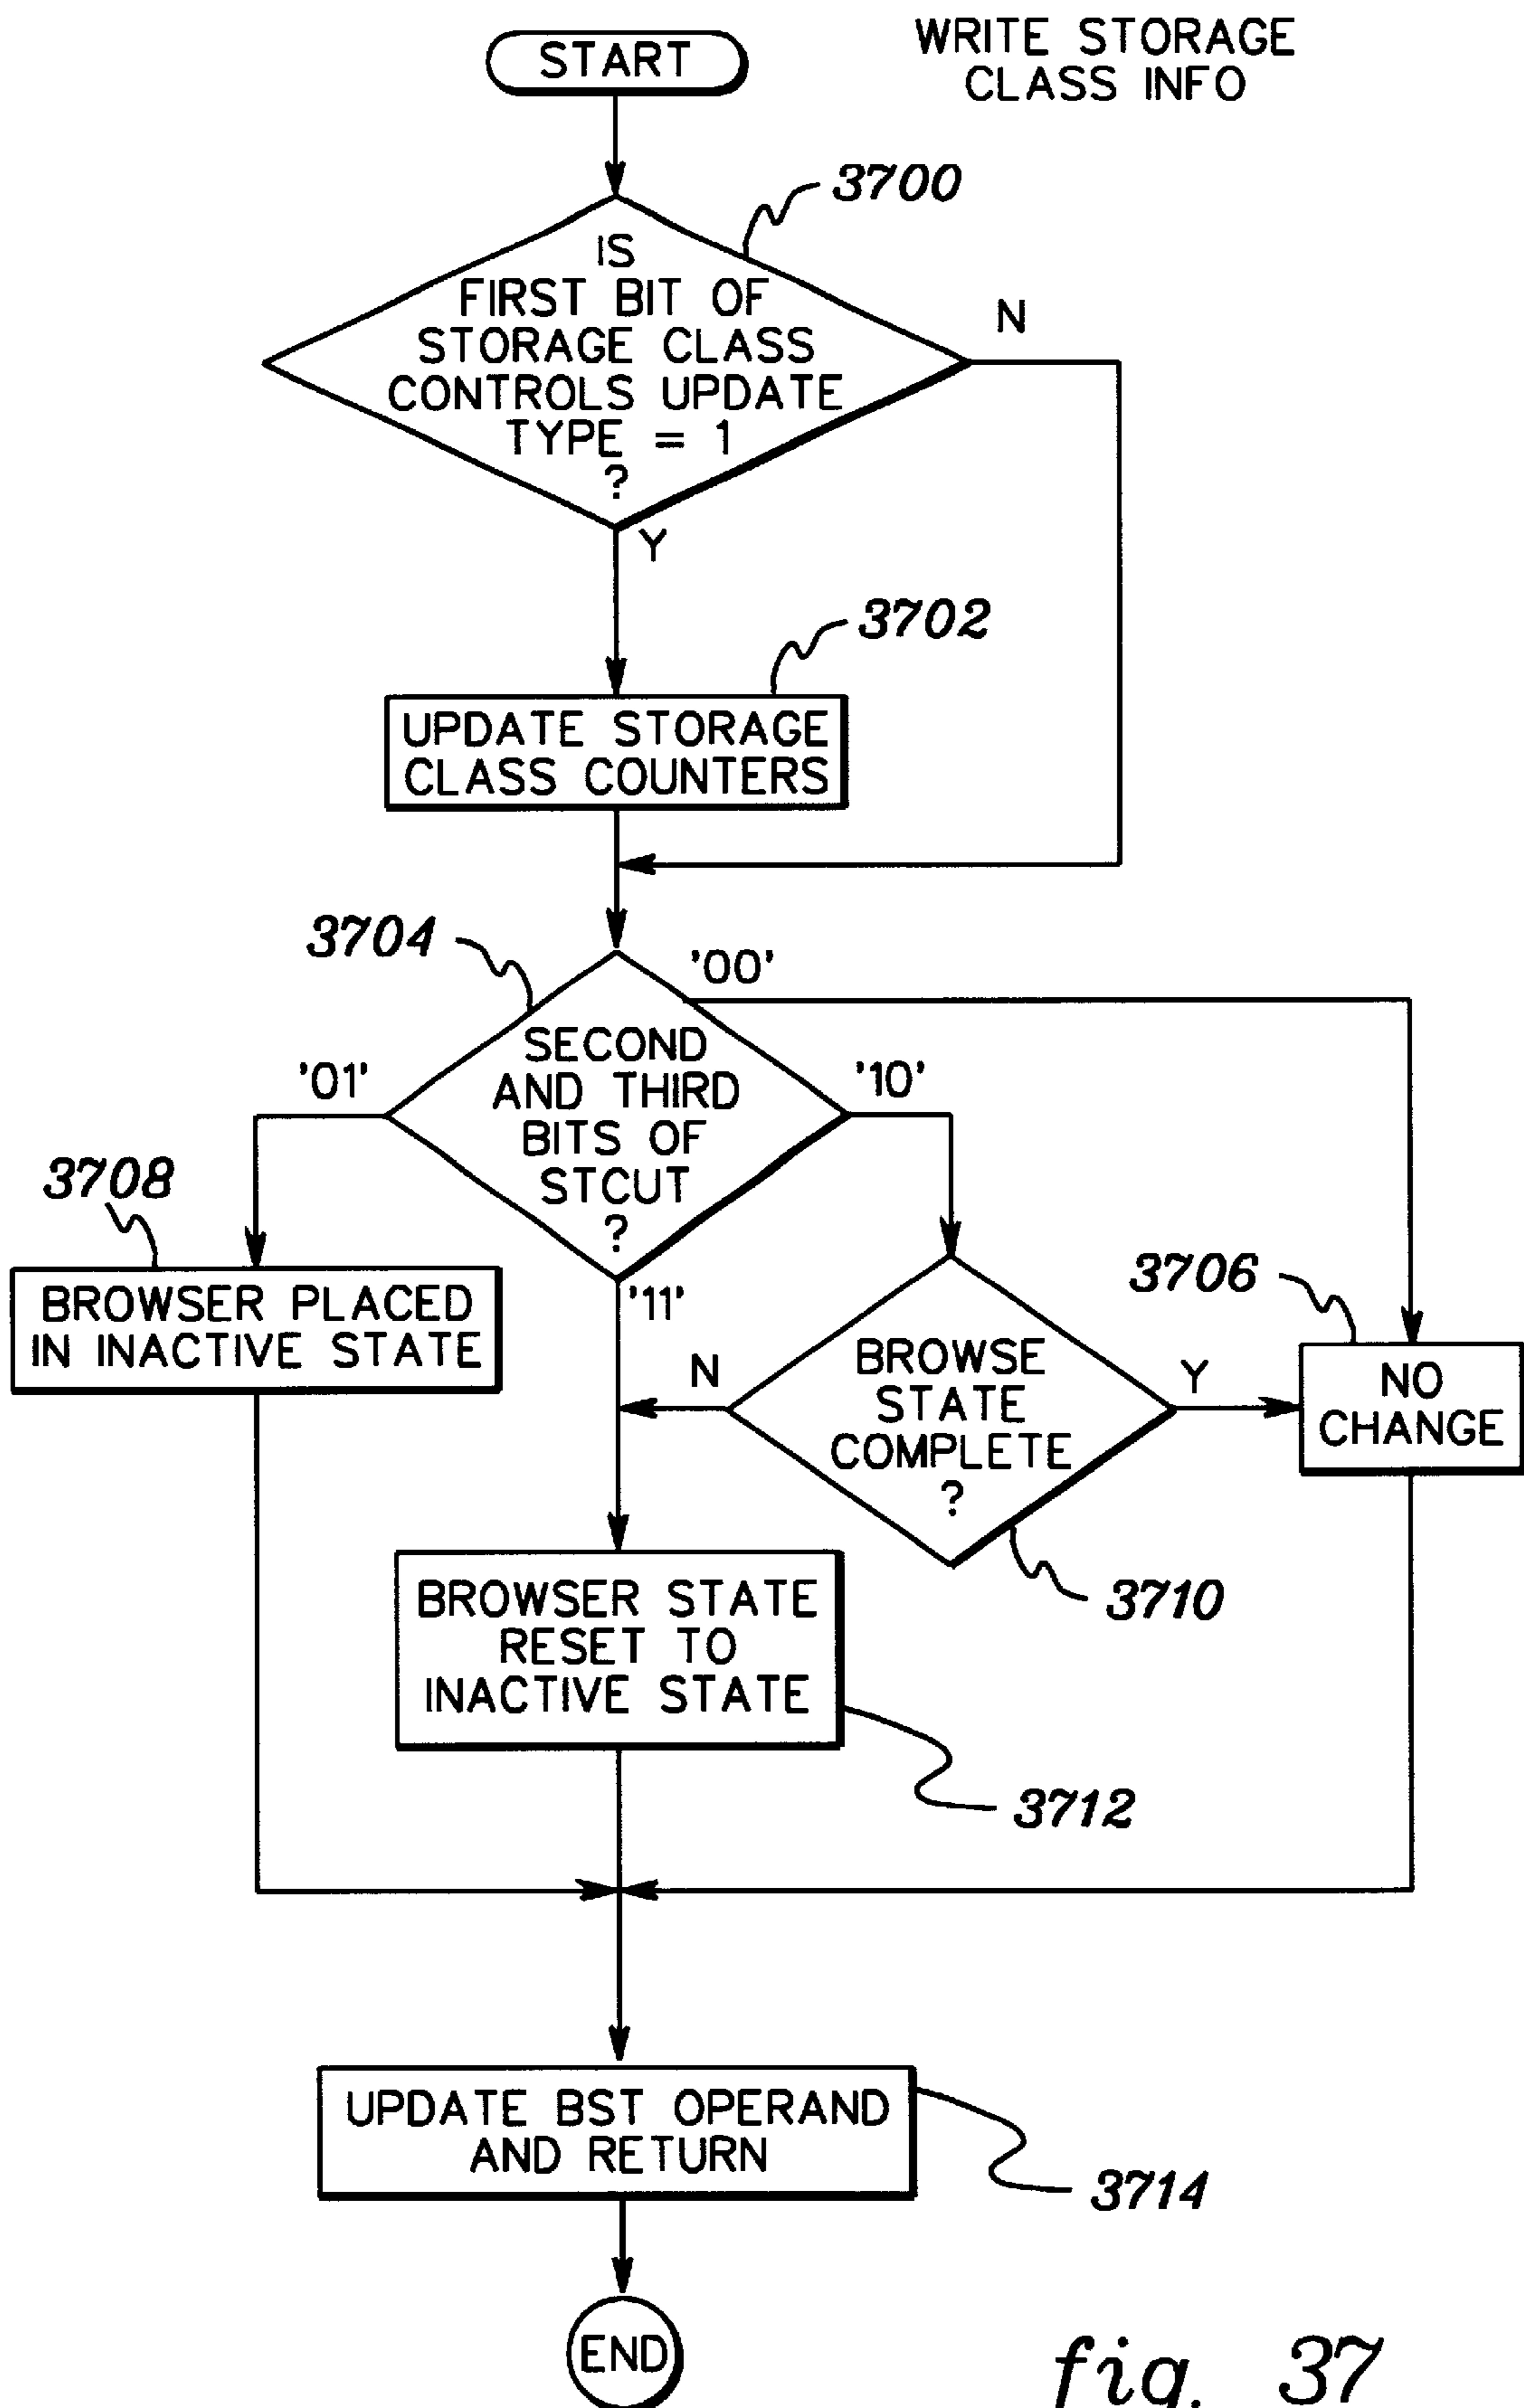 START
WRITE STORAGE
CLASS INFO
3700
IS
FIRST BIT OF
STORAGE CLASS
CONTROLS UPDATE
TYPE = 1
?
N
Y
3702
UPDATE STORAGE
CLASS COUNTERS
3704
'00'
SECOND
AND THIRD
BITS OF
STCUT
?
'01'
'10'
'11'
3708
BROWSER PLACED
IN INACTIVE STATE
3706
BROWSE
STATE
COMPLETE
?
N
Y
NO
CHANGE
3710
BROWSER STATE
RESET TO
INACTIVE STATE
3712
UPDATE BST OPERAND
AND RETURN
3714
END
fig. 37